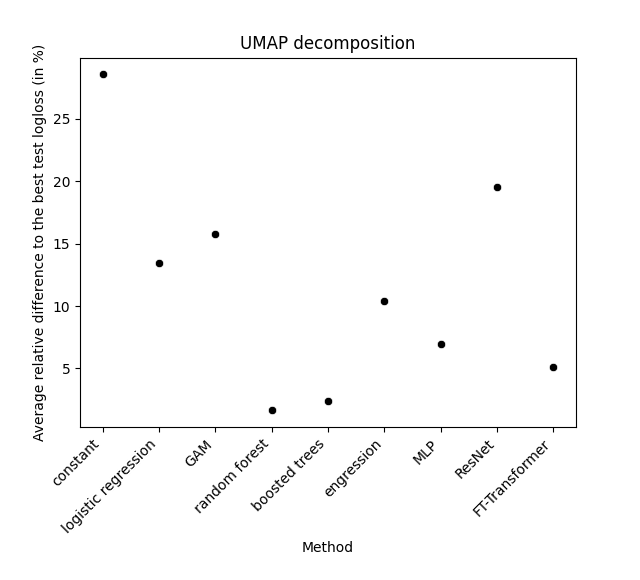 UMAP decomposition
Average relative difference to the best test logloss (in %)
25
20
15
10
5
constant
logistic regression
GAM
random forest
boosted trees
engression
MLP
ResNet
FT-Transformer
Method